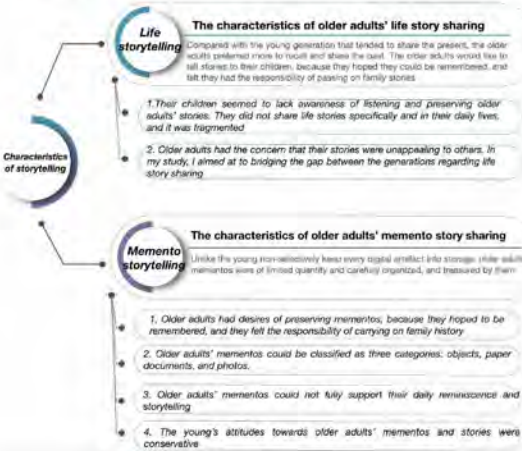 Characteristics
of storytelling
Life
storytelling
The characteristics of older adults' life story sharing
Compared with the young generation that tended to share the present, the older
adults preferred more to recall and share the past. The older adults would like to
tell stories to their children, because they hoped they could be remembered, and
felt they had the responsibility of passing on family stories
1.Their children seemed to lack awareness of listening and preserving older
adults' stories. They did not share life stories specifically and in their daily lives,
and it was fragmented
2. Older adults had the concern that their stories were unappealing to others. In
my study, I aimed at to bridging the gap between the generations regarding life
story sharing
Memento
storytelling
The characteristics of older adults' memento story sharing
Unlike the young non-selectively keep every digital artifact into storage, older adults'
mementos were of limited quantity and carefully organized, and treasured by them
1. Older adults had desires of preserving mementos, because they hoped to be
remembered, and they felt the responsibility of carrying on family history
2. Older adults' mementos could be classified as three categories: objects, paper
documents, and photos.
3. Older adults' mementos could not fully support their daily reminiscence and
storytelling
4. The young's attitudes towards older adults' mementos and stories were
conservative